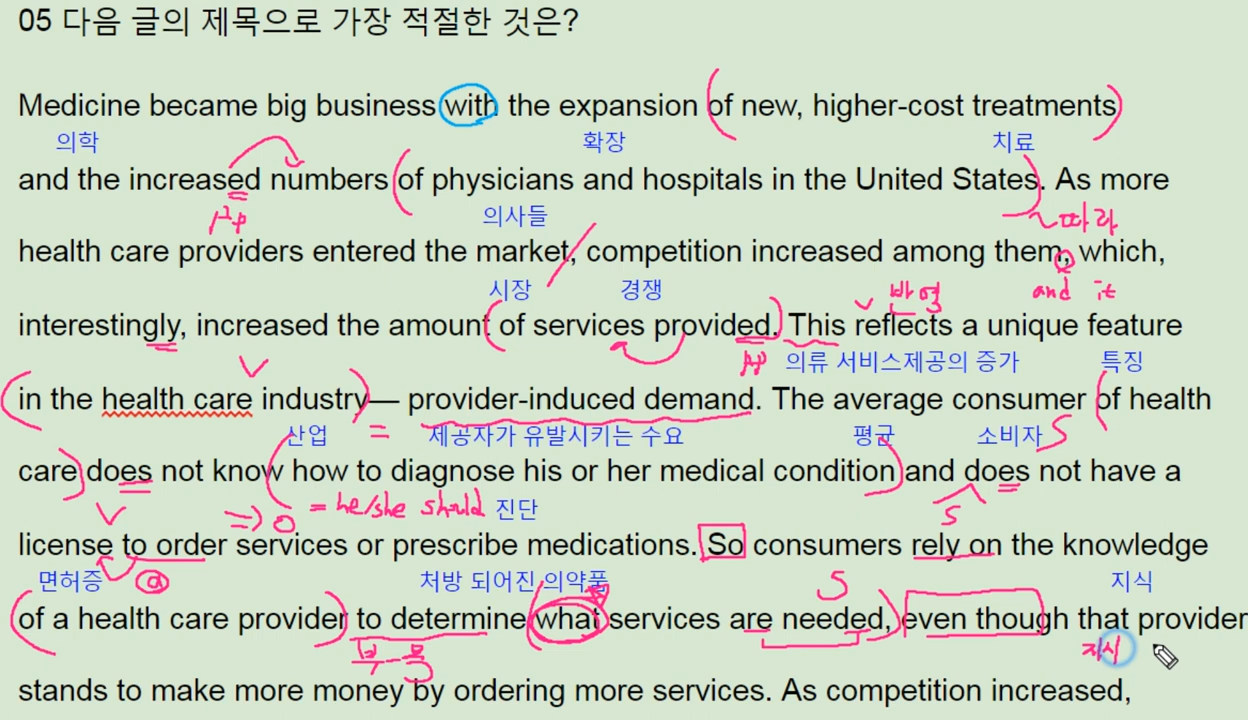 05 다음 글의 제목으로 가장 적절한 것은?
Medicine became big business with the expansion of new, higher-cost treatments
의학 확장 치료
and the increased numbers of physicians and hospitals in the United States. As more
P.P 의사들 ~따라
health care providers entered the market, competition increased among them, which,
시장 경쟁 반영 and it
interestingly, increased the amount of services provided. This reflects a unique feature
PP 의류 서비스제공의 증가 특징
in the health care industry— provider-induced demand. The average consumer of health
산업 = 제공자가 유발시키는 수요 평균 소비자 S
care does not know how to diagnose his or her medical condition and does not have a
⇒ O = he/she should 진단 S
license to order services or prescribe medications. So consumers rely on the knowledge
면허증 ⓐ 처방 되어진 의약품 S 지식
of a health care provider to determine what services are needed, even though that provider
부-목 지시
stands to make more money by ordering more services. As competition increased,